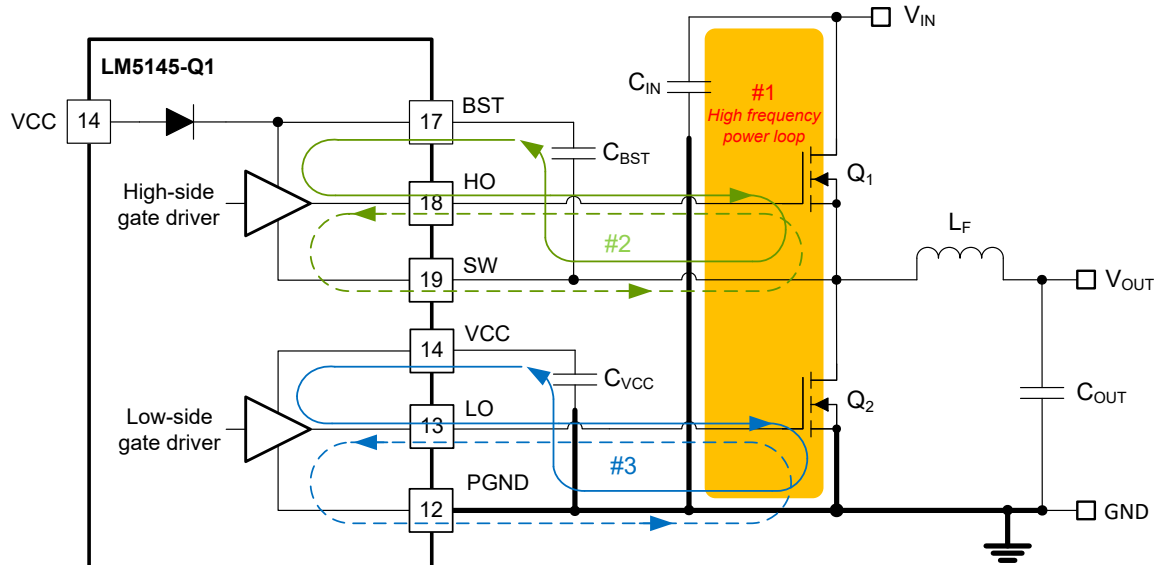 V_IN
LM5145-Q1
C_IN
#1
High frequency
power loop
VCC
14
17
BST
C_BST
High-side
gate driver
18
HO
Q_1
#2
L_F
19
SW
V_OUT
14
VCC
C_VCC
Low-side
gate driver
13
LO
Q_2
C_OUT
#3
12
PGND
GND